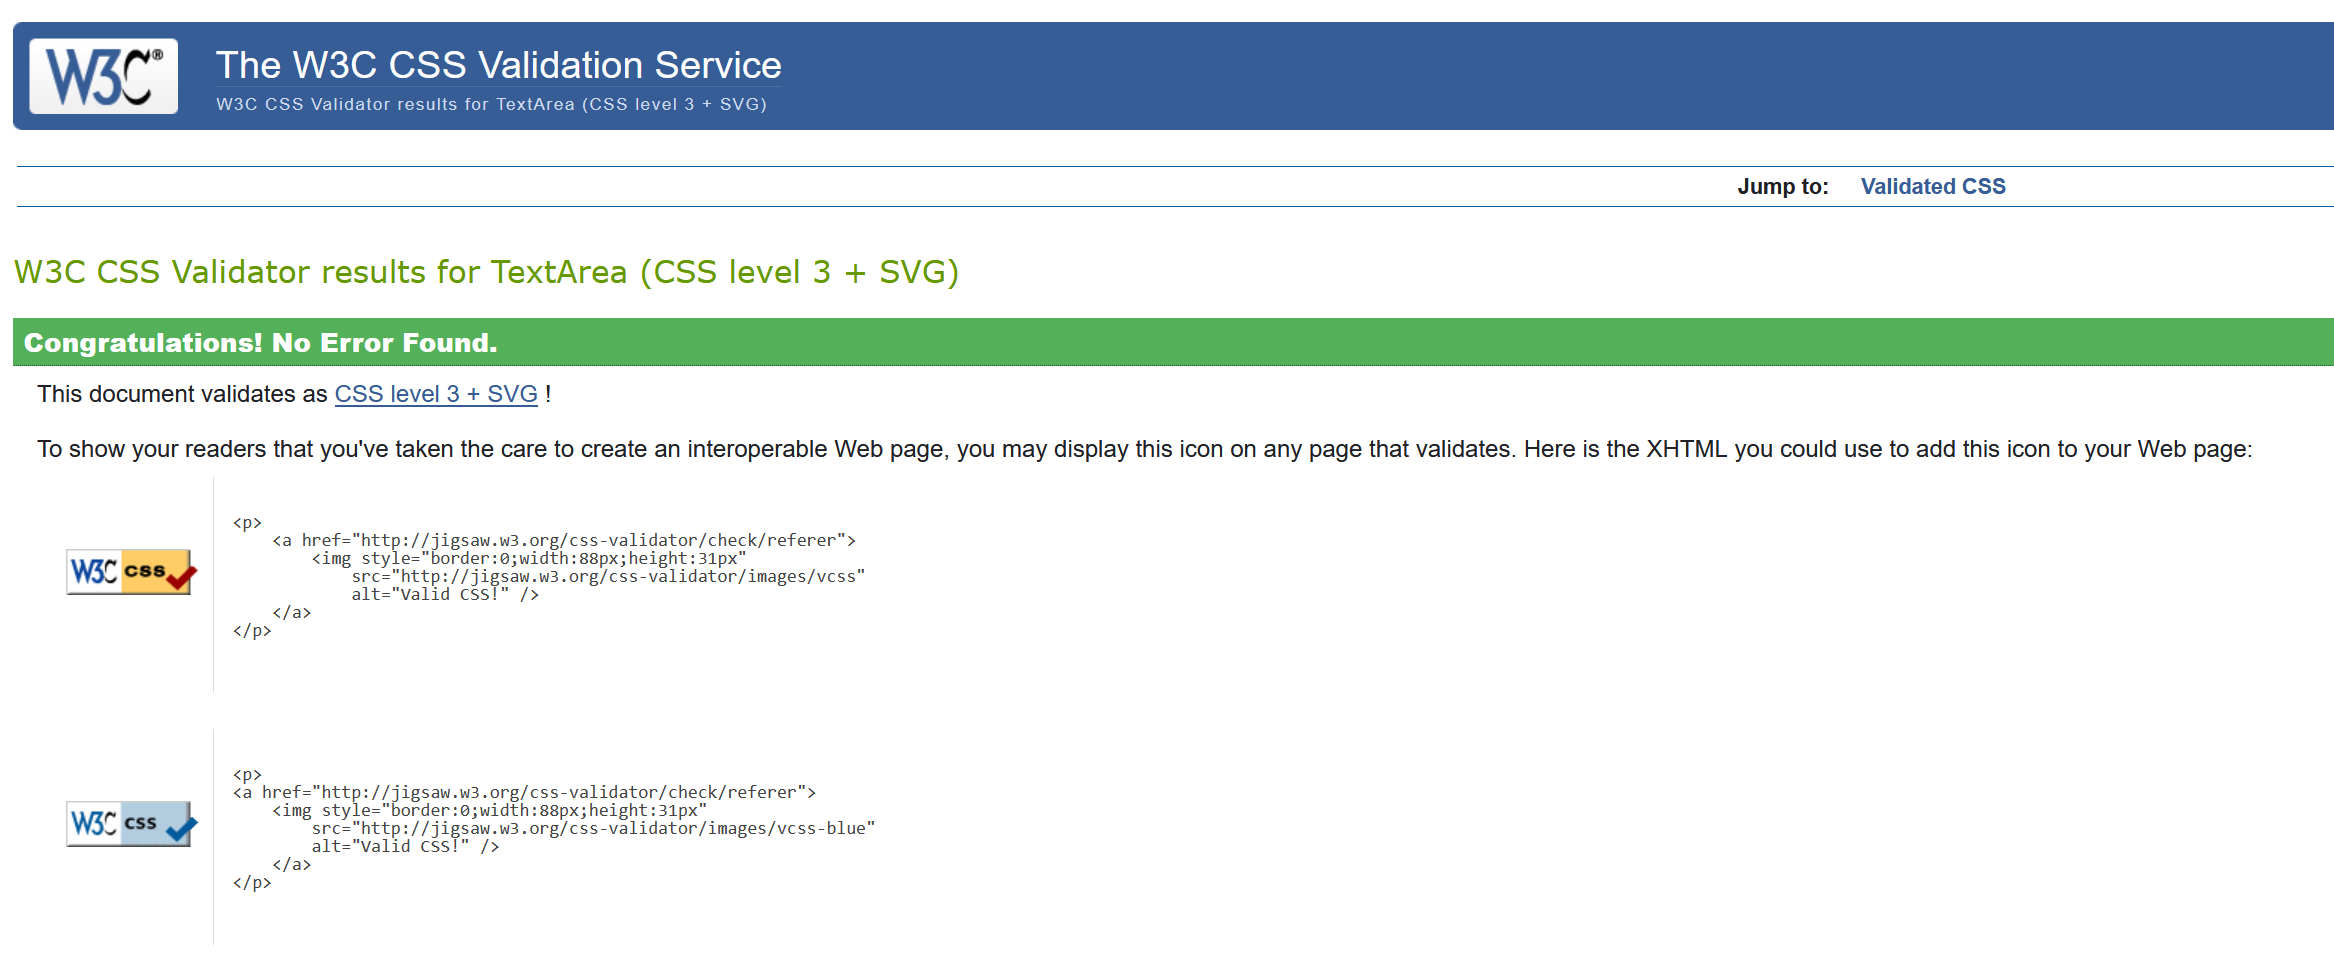 W3C®
The W3C CSS Validation Service
W3C CSS Validator results for TextArea (CSS level 3 + SVG)
Jump to: Validated CSS
W3C CSS Validator results for TextArea (CSS level 3 + SVG)
Congratulations! No Error Found.
This document validates as CSS level 3 + SVG !
To show your readers that you've taken the care to create an interoperable Web page, you may display this icon on any page that validates. Here is the XHTML you could use to add this icon to your Web page:
W3C css
<p>
<a href="http://jigsaw.w3.org/css-validator/check/referer">
<img style="border:0;width:88px;height:31px"
src="http://jigsaw.w3.org/css-validator/images/vcss"
alt="Valid CSS!" />
</a>
</p>
W3C css
<p>
<a href="http://jigsaw.w3.org/css-validator/check/referer">
<img style="border:0;width:88px;height:31px"
src="http://jigsaw.w3.org/css-validator/images/vcss-blue"
alt="Valid CSS!" />
</a>
</p>